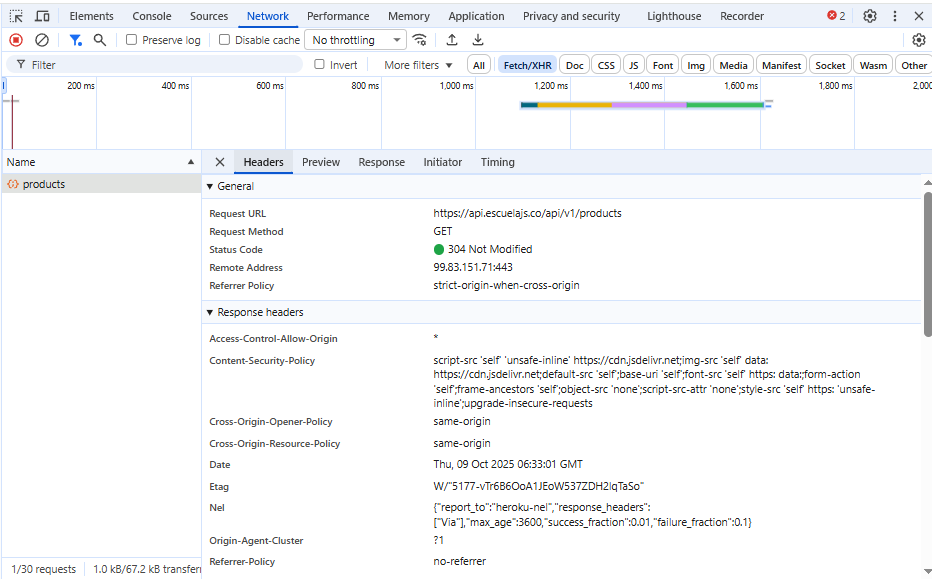 Elements Console Sources Network Performance Memory Application Privacy and security Lighthouse Recorder 2
Preserve log Disable cache No throttling
Filter Invert More filters All Fetch/XHR Doc CSS JS Font Img Media Manifest Socket Wasm Other
200 ms 400 ms 600 ms 800 ms 1,000 ms 1,200 ms 1,400 ms 1,600 ms 1,800 ms 2,000
Name
products
Headers Preview Response Initiator Timing
General
Request URL https://api.escuelajs.co/api/v1/products
Request Method GET
Status Code 304 Not Modified
Remote Address 99.83.151.71:443
Referrer Policy strict-origin-when-cross-origin
Response headers
Access-Control-Allow-Origin *
Content-Security-Policy script-src 'self' 'unsafe-inline' https://cdn.jsdelivr.net;img-src 'self' data:
https://cdn.jsdelivr.net;default-src 'self';base-uri 'self';font-src 'self' https: data:;form-action
'self';frame-ancestors 'self';object-src 'none';script-src-attr 'none';style-src 'self' https: 'unsafe-
inline';upgrade-insecure-requests
Cross-Origin-Opener-Policy same-origin
Cross-Origin-Resource-Policy same-origin
Date Thu, 09 Oct 2025 06:33:01 GMT
Etag W/"5177-vTr6B6OoA1JEoW537ZDH2lqTaSo"
Nel {"report_to":"heroku-nel","response_headers":
["Via"],"max_age":3600,"success_fraction":0.01,"failure_fraction":0.1}
Origin-Agent-Cluster ?1
Referrer-Policy no-referrer
1/30 requests 1.0 kB/67.2 kB transferr